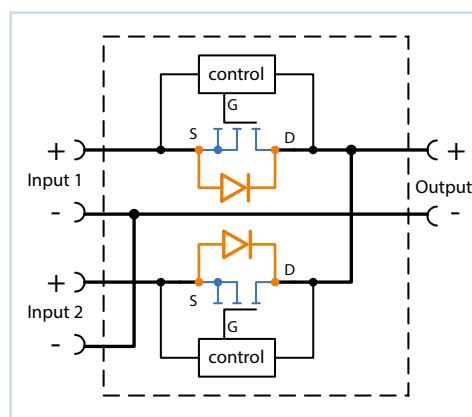 control
G
S
D
+
+
Input 1
Output
-
-
+
D
S
Input 2
G
-
control